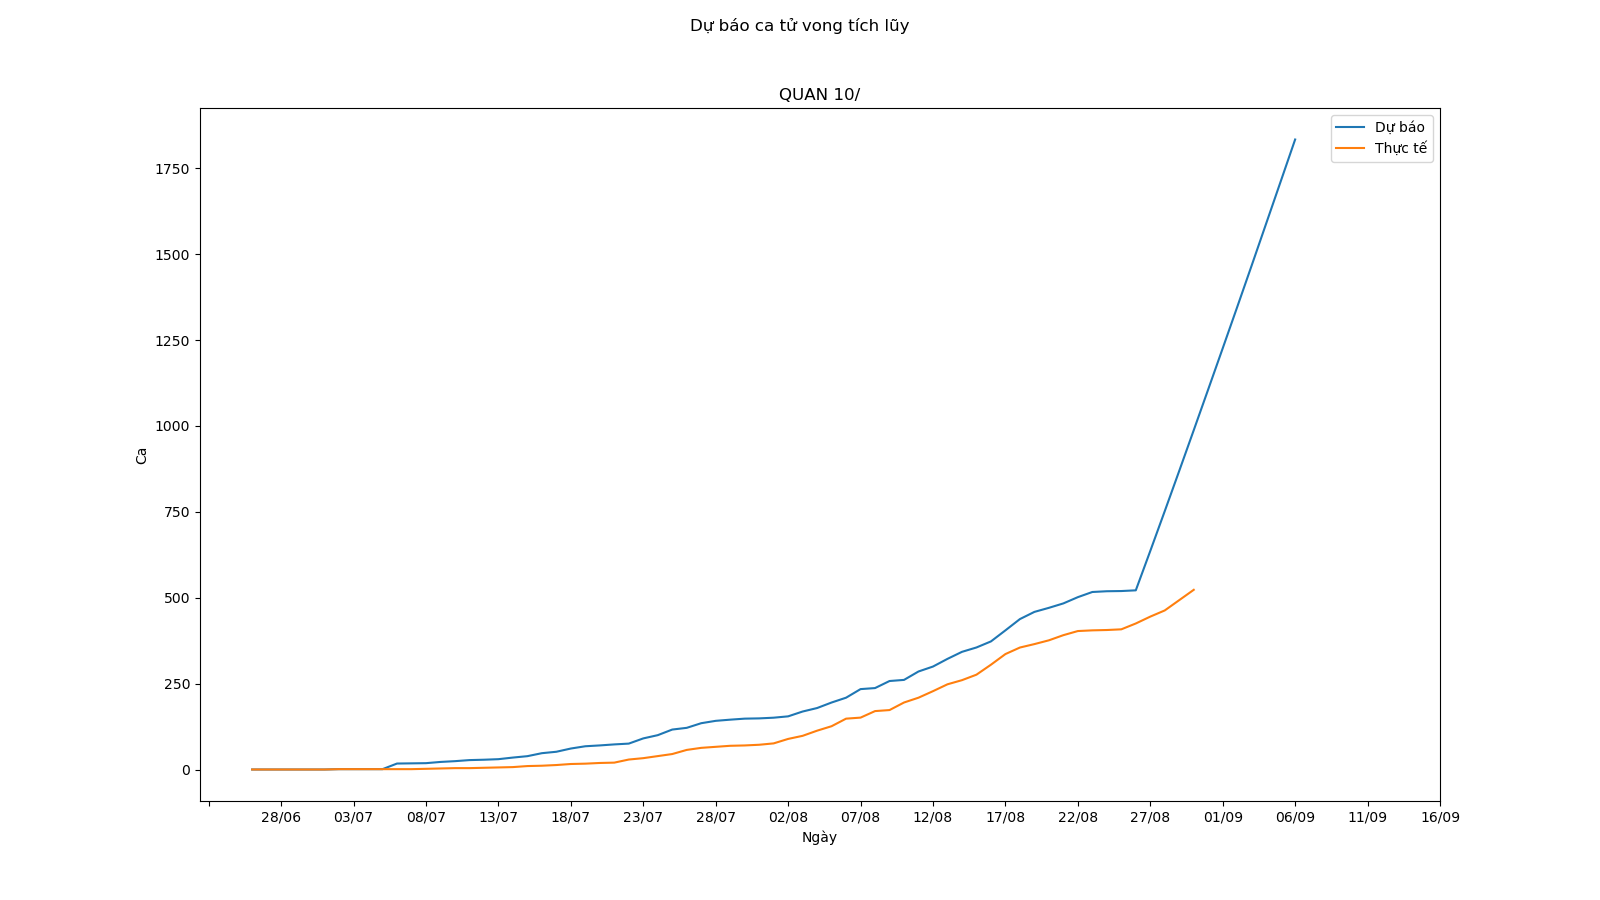 Dự báo ca tử vong tích lũy
QUAN 10/
Dự báo
Thực tế
1750
1500
1250
1000
750
500
250
0
Ca
28/06 03/07 08/07 13/07 18/07 23/07 28/07 02/08 07/08 12/08 17/08 22/08 27/08 01/09 06/09 11/09 16/09
Ngày